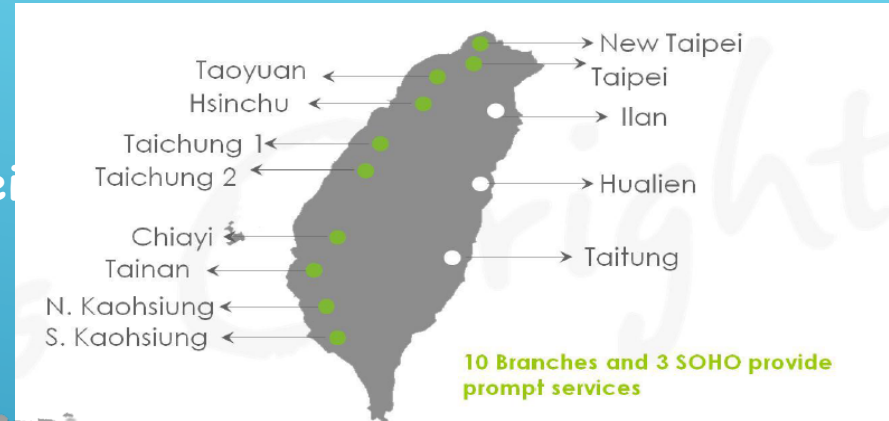 New Taipei
Taipei
Taoyuan
Hsinchu
Ilan
Taichung 1
Taichung 2
Hualien
Chiayi
Tainan
Taitung
N. Kaohsiung
S. Kaohsiung
10 Branches and 3 SOHO provide
prompt services
right